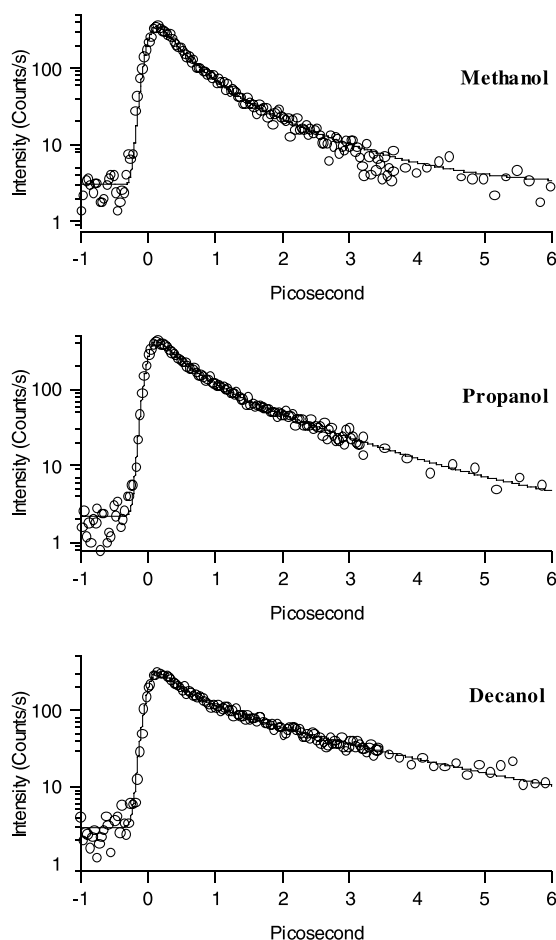 Intensity (Counts/s)
100
10
1
Methanol
-1 0 1 2 3 4 5 6
Picosecond
Intensity (Counts/s)
100
10
1
Propanol
-1 0 1 2 3 4 5 6
Picosecond
Intensity (Counts/s)
100
10
1
Decanol
-1 0 1 2 3 4 5 6
Picosecond